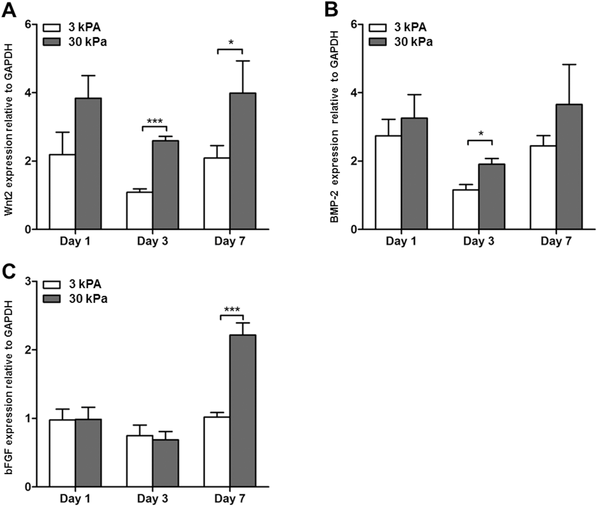 A
3 kPA
30 kPa
Wnt2 expression relative to GAPDH
6
4
2
0
***
*
Day 1 Day 3 Day 7
B
3 kPA
30 kPa
BMP-2 expression relative to GAPDH
6
4
2
0
*
Day 1 Day 3 Day 7
C
3 kPA
30 kPa
bFGF expression relative to GAPDH
3
2
1
0
***
Day 1 Day 3 Day 7